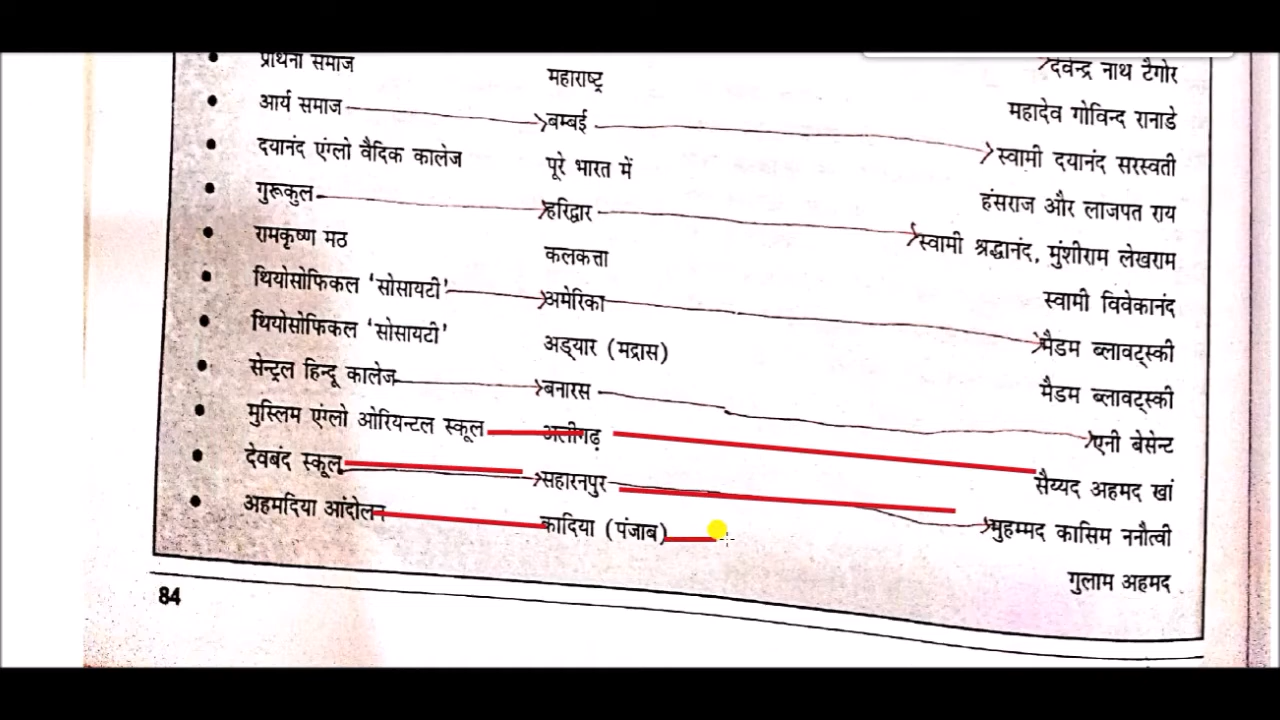 देवेन्द्र नाथ टैगोर
प्रार्थना समाज महाराष्ट्र महादेव गोविन्द रानाडे
आर्य समाज बम्बई स्वामी दयानंद सरस्वती
दयानंद एंग्लो वैदिक कालेज पूरे भारत में हंसराज और लाजपत राय
गुरूकुल हरिद्वार स्वामी श्रद्धानंद, मुंशीराम लेखराम
रामकृष्ण मठ कलकत्ता स्वामी विवेकानंद
थियोसोफिकल ‘सोसायटी’ अमेरिका मैडम ब्लावट्स्की
थियोसोफिकल ‘सोसायटी’ अड्यार (मद्रास) मैडम ब्लावट्स्की
सेन्ट्रल हिन्दू कालेज बनारस एनी बेसेन्ट
मुस्लिम एंग्लो ओरियन्टल स्कूल अलीगढ़ सैय्यद अहमद खां
देवबंद स्कूल सहारनपुर मुहम्मद कासिम ननौत्वी
अहमदिया आंदोलन कादिया (पंजाब) गुलाम अहमद
84